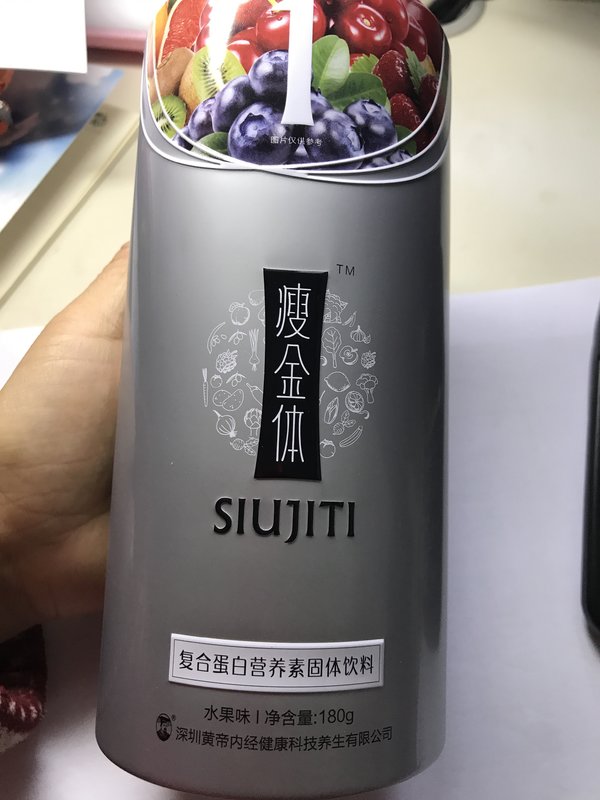 1
图片仅供参考
TM
瘦金体
SIUJITI
复合蛋白营养素固体饮料
水果味 | 净含量:180g
深圳黄帝内经健康科技养生有限公司